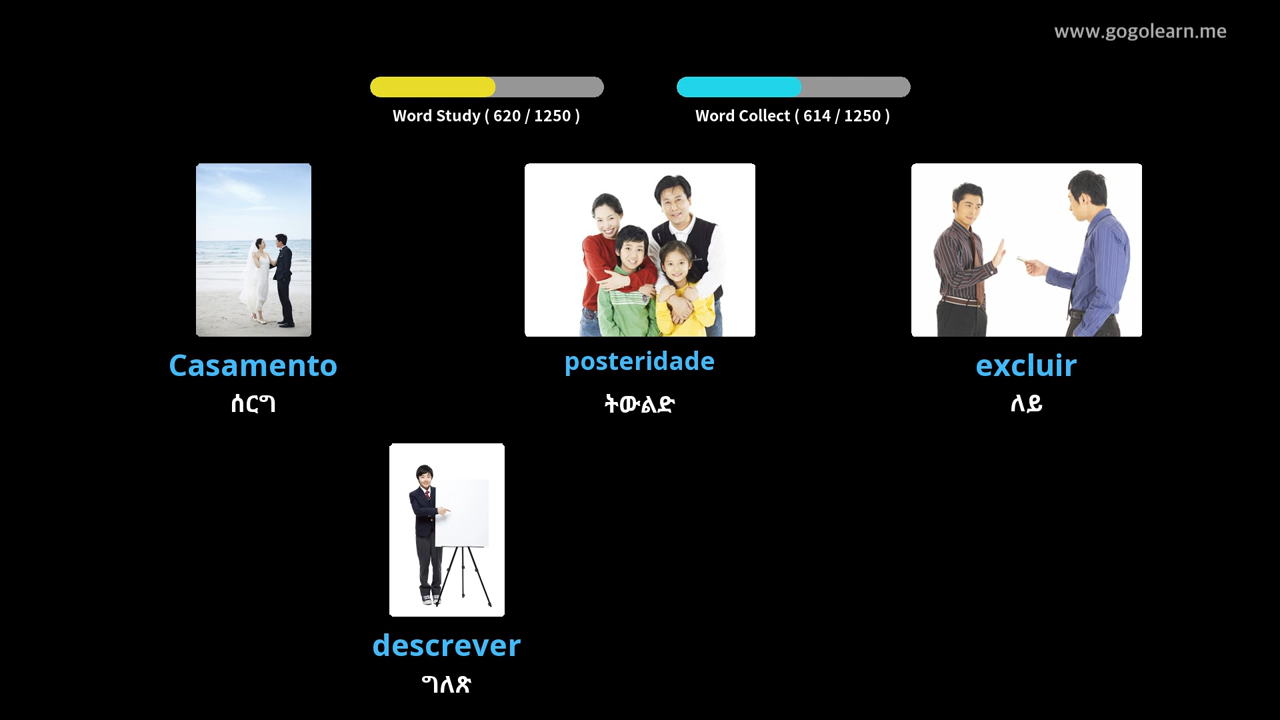 www.gogolearn.me
Word Study ( 620 / 1250 )
Word Collect ( 614 / 1250 )
Casamento
ሰርግ
posteridade
ትውልድ
excluir
ለይ
descrever
ግለጽ